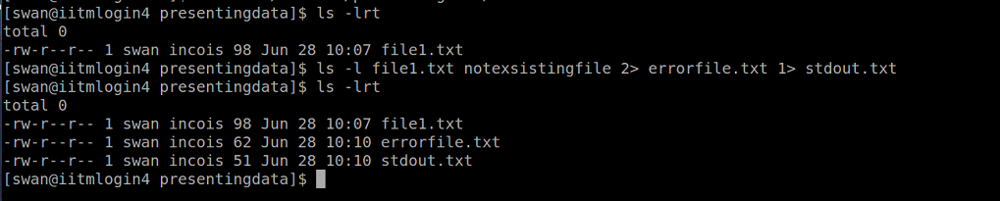 [swan@iitmlogin4 presentingdata]$ ls -lrt
total 0
-rw-r--r-- 1 swan incois 98 Jun 28 10:07 file1.txt
[swan@iitmlogin4 presentingdata]$ ls -l file1.txt notexsistingfile 2> errorfile.txt 1> stdout.txt
[swan@iitmlogin4 presentingdata]$ ls -lrt
total 0
-rw-r--r-- 1 swan incois 98 Jun 28 10:07 file1.txt
-rw-r--r-- 1 swan incois 62 Jun 28 10:10 errorfile.txt
-rw-r--r-- 1 swan incois 51 Jun 28 10:10 stdout.txt
[swan@iitmlogin4 presentingdata]$